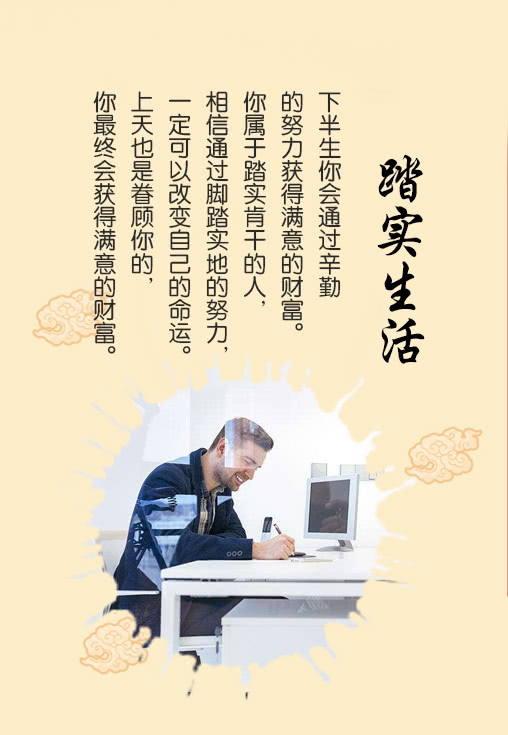 踏实生活
下半生你会通过辛勤
的努力获得满意的财富。
你属于踏实肯干的人，
相信通过脚踏实地的努力，
一定可以改变自己的命运。
上天也是眷顾你的，
你最终会获得满意的财富。